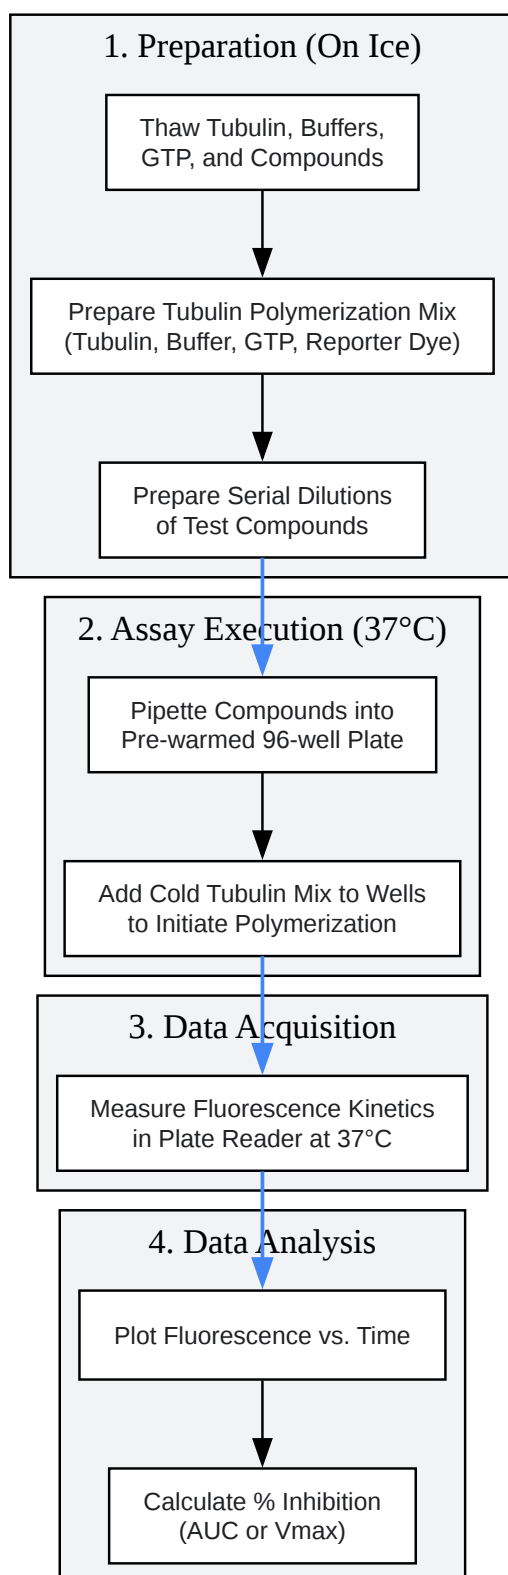 1. Preparation (On Ice)
Thaw Tubulin, Buffers,
GTP, and Compounds
Prepare Tubulin Polymerization Mix
(Tubulin, Buffer, GTP, Reporter Dye)
Prepare Serial Dilutions
of Test Compounds
2. Assay Execution (37°C)
Pipette Compounds into
Pre-warmed 96-well Plate
Add Cold Tubulin Mix to Wells
to Initiate Polymerization
3. Data Acquisition
Measure Fluorescence Kinetics
in Plate Reader at 37°C
4. Data Analysis
Plot Fluorescence vs. Time
Calculate % Inhibition
(AUC or Vmax)